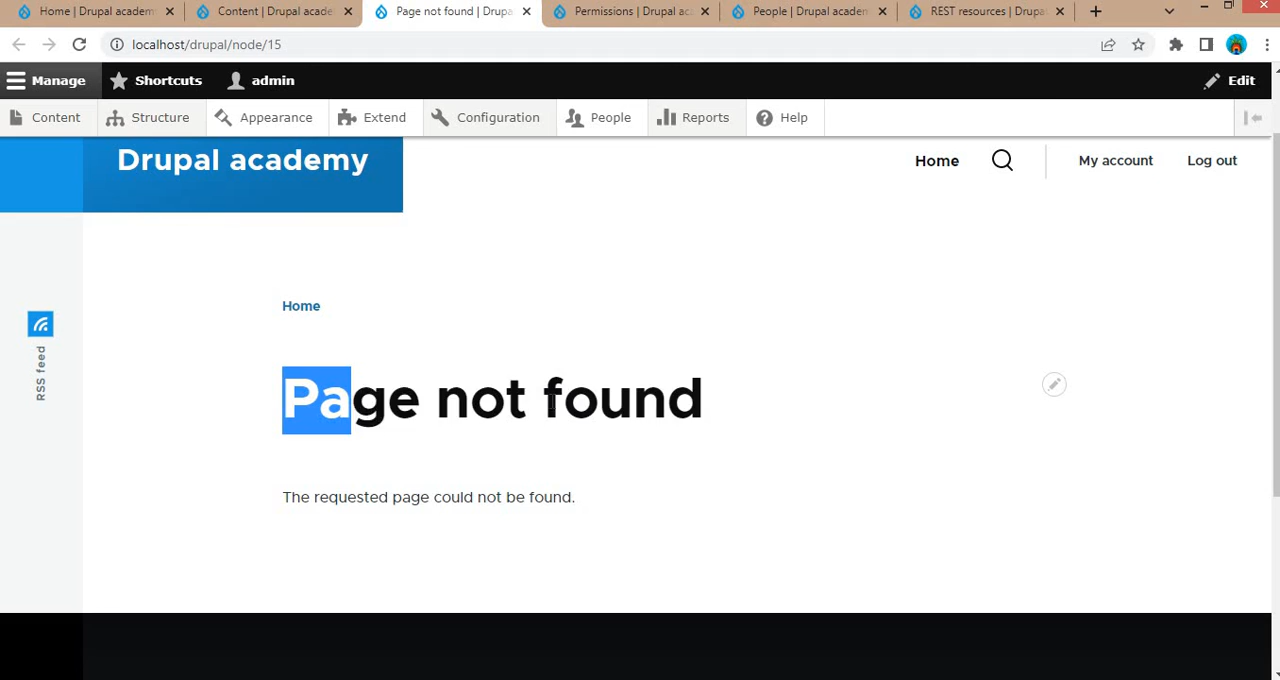 Home | Drupal academ
Content | Drupal acade
Page not found | Drupa
Permissions | Drupal ac
People | Drupal academ
REST resources | Drupa
localhost/drupal/node/15
Manage
Shortcuts
admin
Edit
Content
Structure
Appearance
Extend
Configuration
People
Reports
Help
Drupal academy
Home
My account
Log out
RSS feed
Home
Page not found
The requested page could not be found.